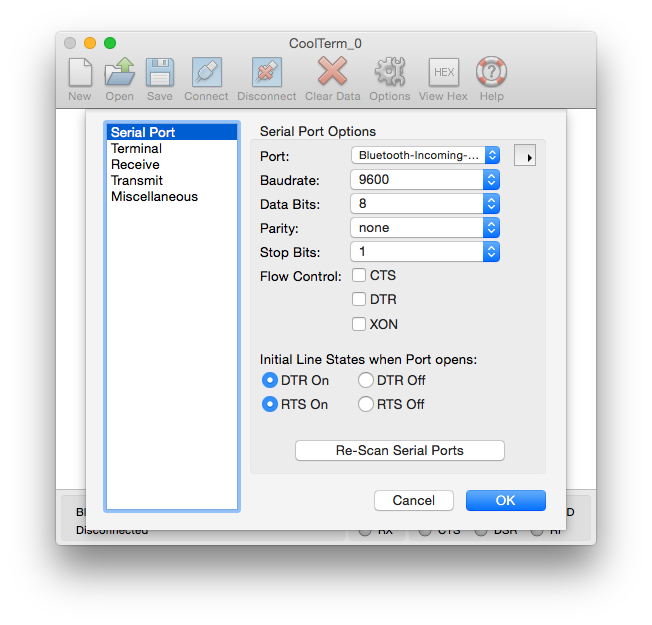 CoolTerm_0
New Open Save Connect Disconnect Clear Data Options View Hex Help
HEX
Serial Port
Terminal
Receive
Transmit
Miscellaneous
Serial Port Options
Port: Bluetooth-Incoming-...
Baudrate: 9600
Data Bits: 8
Parity: none
Stop Bits: 1
Flow Control: CTS
DTR
XON
Initial Line States when Port opens:
DTR On DTR Off
RTS On RTS Off
Re-Scan Serial Ports
Cancel OK
Disconnected RX CTS DSR RI